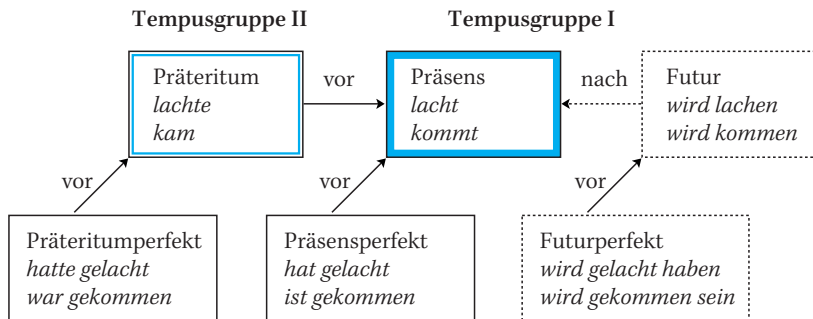 Tempusgruppe II
Tempusgruppe I
Präteritum
lachte
kam
vor
Präsens
lacht
kommt
nach
Futur
wird lachen
wird kommen
vor
vor
vor
Präteritumperfekt
hatte gelacht
war gekommen
Präsensperfekt
hat gelacht
ist gekommen
Futurperfekt
wird gelacht haben
wird gekommen sein